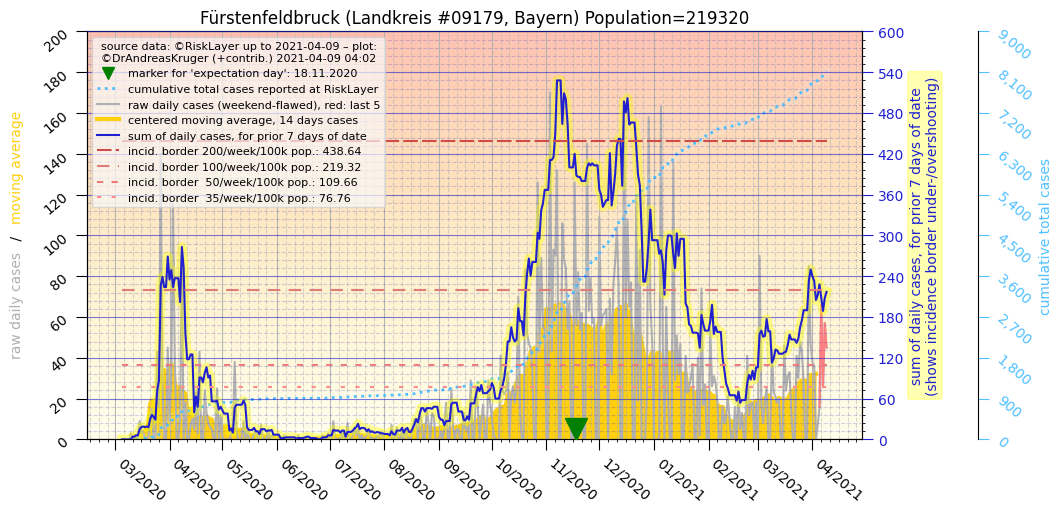 Fürstenfeldbruck (Landkreis #09179, Bayern) Population=219320
source data: ©RiskLayer up to 2021-04-09 – plot:
©DrAndreasKruger (+contrib.) 2021-04-09 04:02
marker for 'expectation day': 18.11.2020
cumulative total cases reported at RiskLayer
raw daily cases (weekend-flawed), red: last 5
centered moving average, 14 days case
sum of daily cases, for prior 7 days of date
incid. border 200/week/100k pop.: 438.64
incid. border 100/week/100k pop.: 219.32
incid. border 50/week/100k pop.: 109.66
incid. border 35/week/100k pop.: 76.76
raw daily cases / moving average
200
180
160
140
120
100
80
60
40
20
0
03/2020
04/2020
05/2020
06/2020
07/2020
08/2020
09/2020
10/2020
11/2020
12/2020
01/2021
02/2021
03/2021
04/2021
600
540
480
420
360
300
240
180
120
60
0
sum of daily cases, for prior 7 days of date
(shows incidence border under-/overshooting)
9,000
8,100
7,200
6,300
5,400
4,500
3,600
2,700
1,800
900
0
cumulative total cases